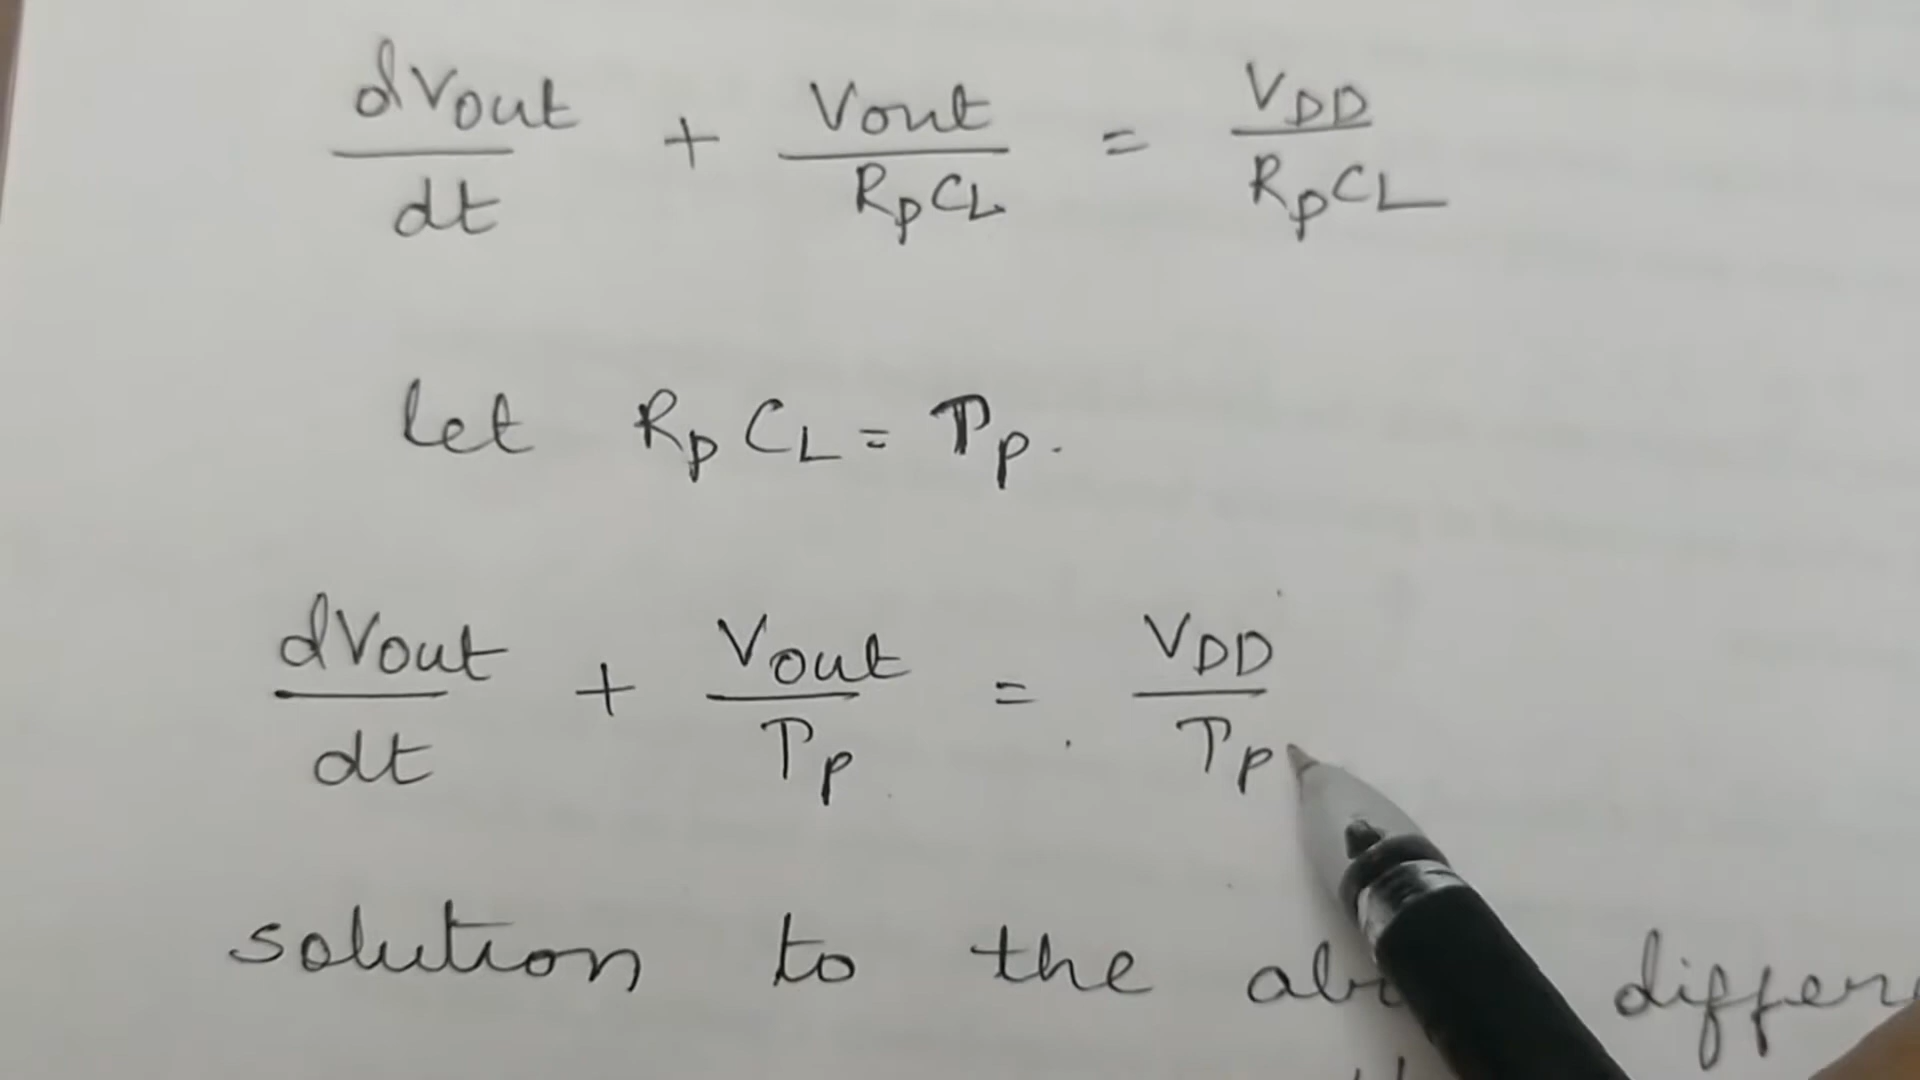 dVout/dt + Vout/RpCL = VDD/RpCL
Let RpCL = Tp.
dVout/dt + Vout/Tp = VDD/Tp
solution to the